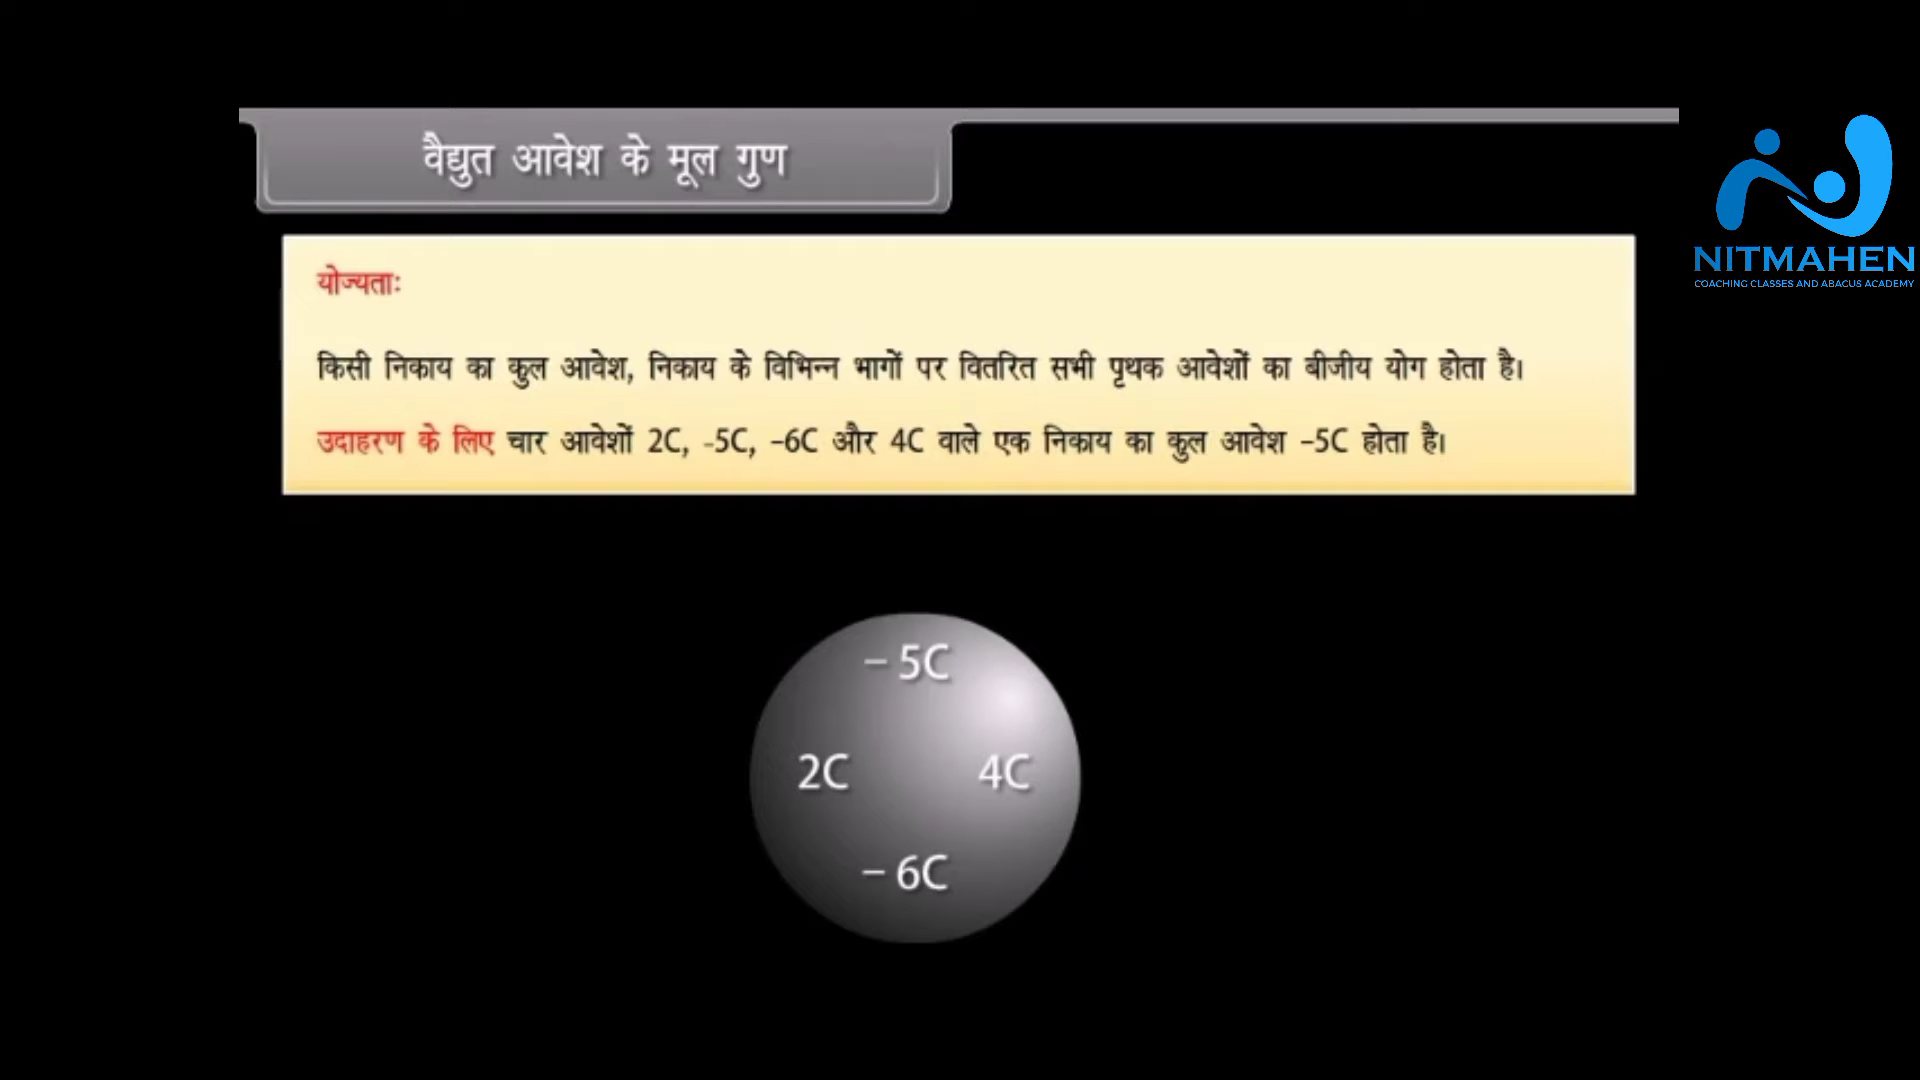 वैद्युत आवेश के मूल गुण
NITMAHEN
COACHING CLASSES AND ABACUS ACADEMY
योज्यताः
किसी निकाय का कुल आवेश, निकाय के विभिन्न भागों पर वितरित सभी पृथक आवेशों का बीजीय योग होता है।
उदाहरण के लिए चार आवेशों 2C, -5C, –6C और 4C वाले एक निकाय का कुल आवेश –5C होता है।
– 5C
2C 4C
– 6C